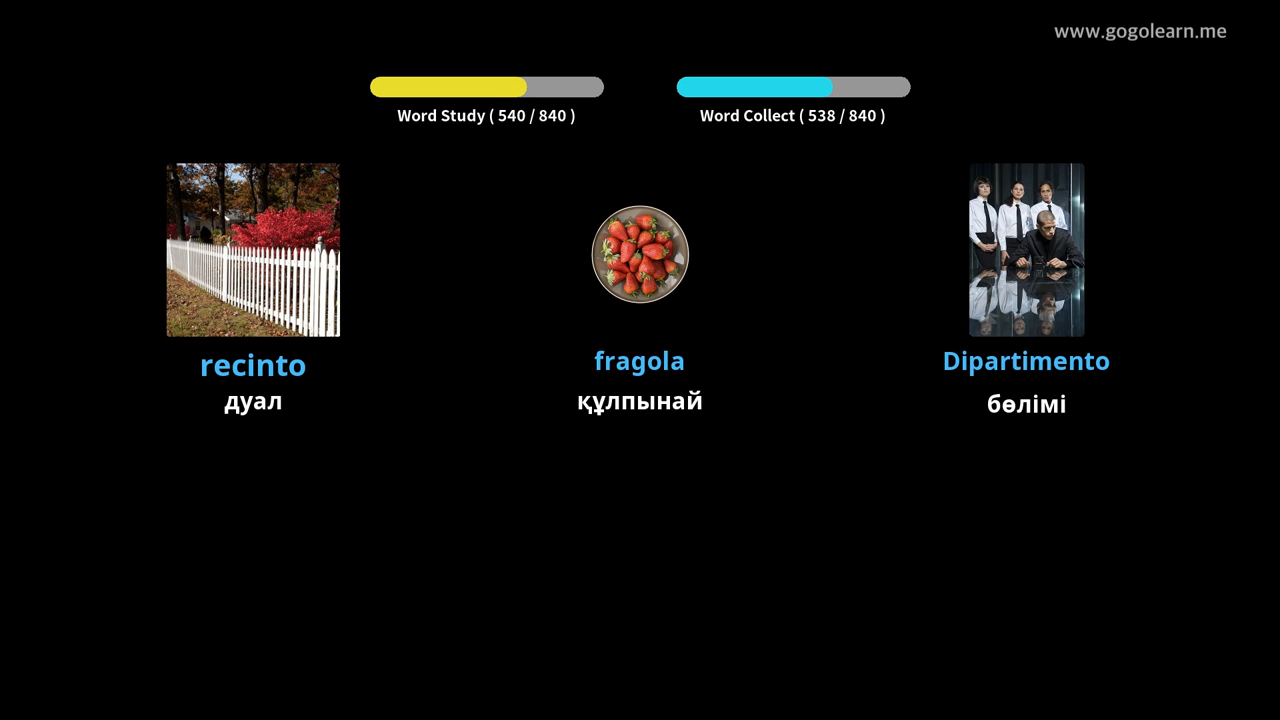 www.gogolearn.me
Word Study ( 540 / 840 )
Word Collect ( 538 / 840 )
recinto
дуал
fragola
құлпынай
Dipartimento
бөлімі